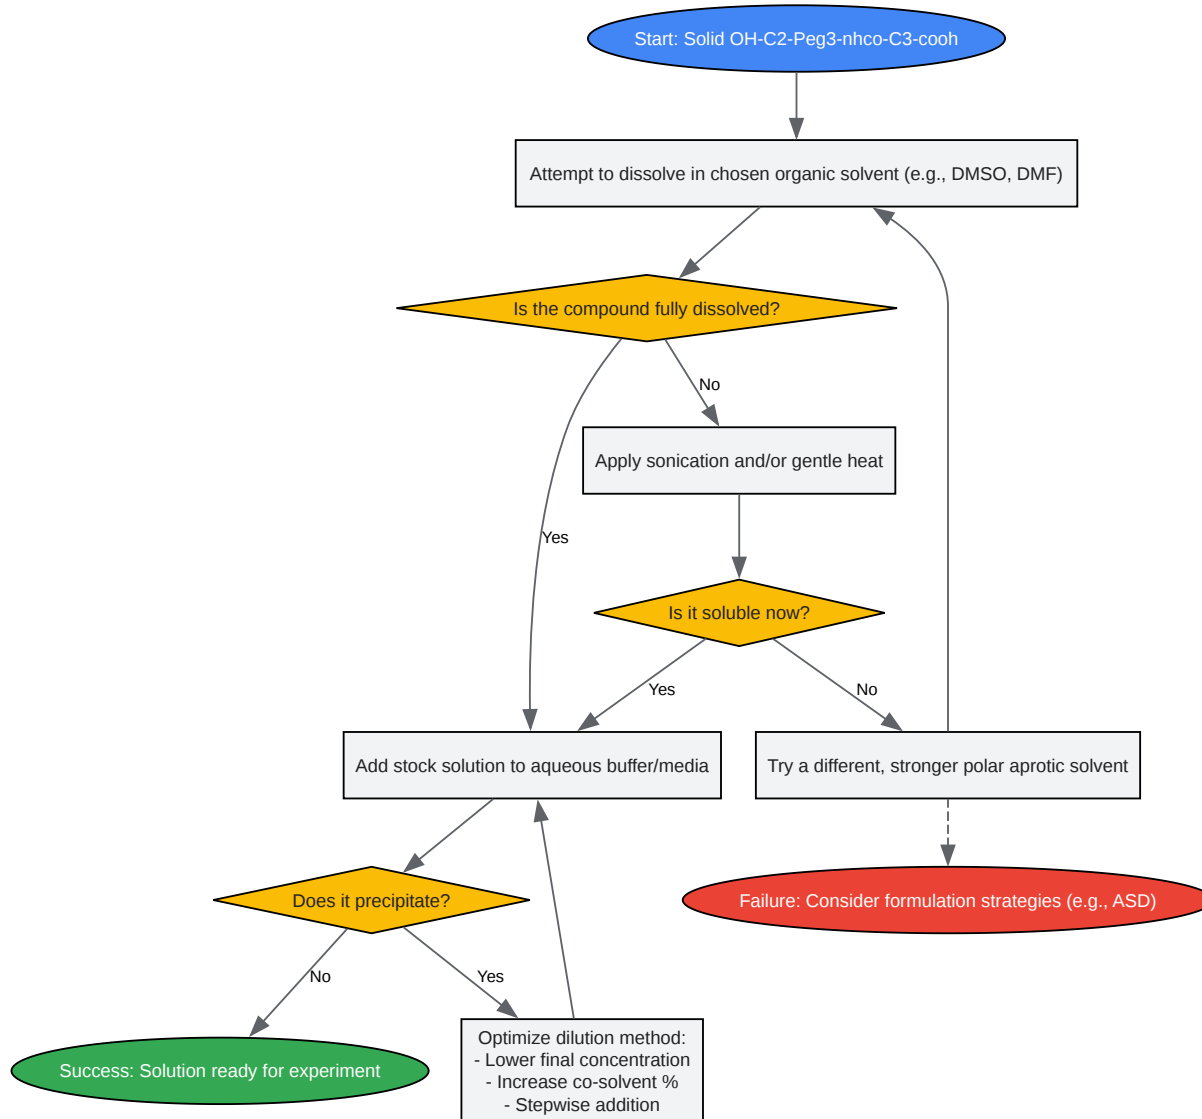 Start: Solid OH-C2-Peg3-nhco-C3-cooh
Attempt to dissolve in chosen organic solvent (e.g., DMSO, DMF)
Is the compound fully dissolved?
No
Apply sonication and/or gentle heat
Yes
Is it soluble now?
Yes
No
Add stock solution to aqueous buffer/media
Try a different, stronger polar aprotic solvent
Does it precipitate?
Failure: Consider formulation strategies (e.g., ASD)
No
Yes
Success: Solution ready for experiment
Optimize dilution method:
- Lower final concentration
- Increase co-solvent %
- Stepwise addition